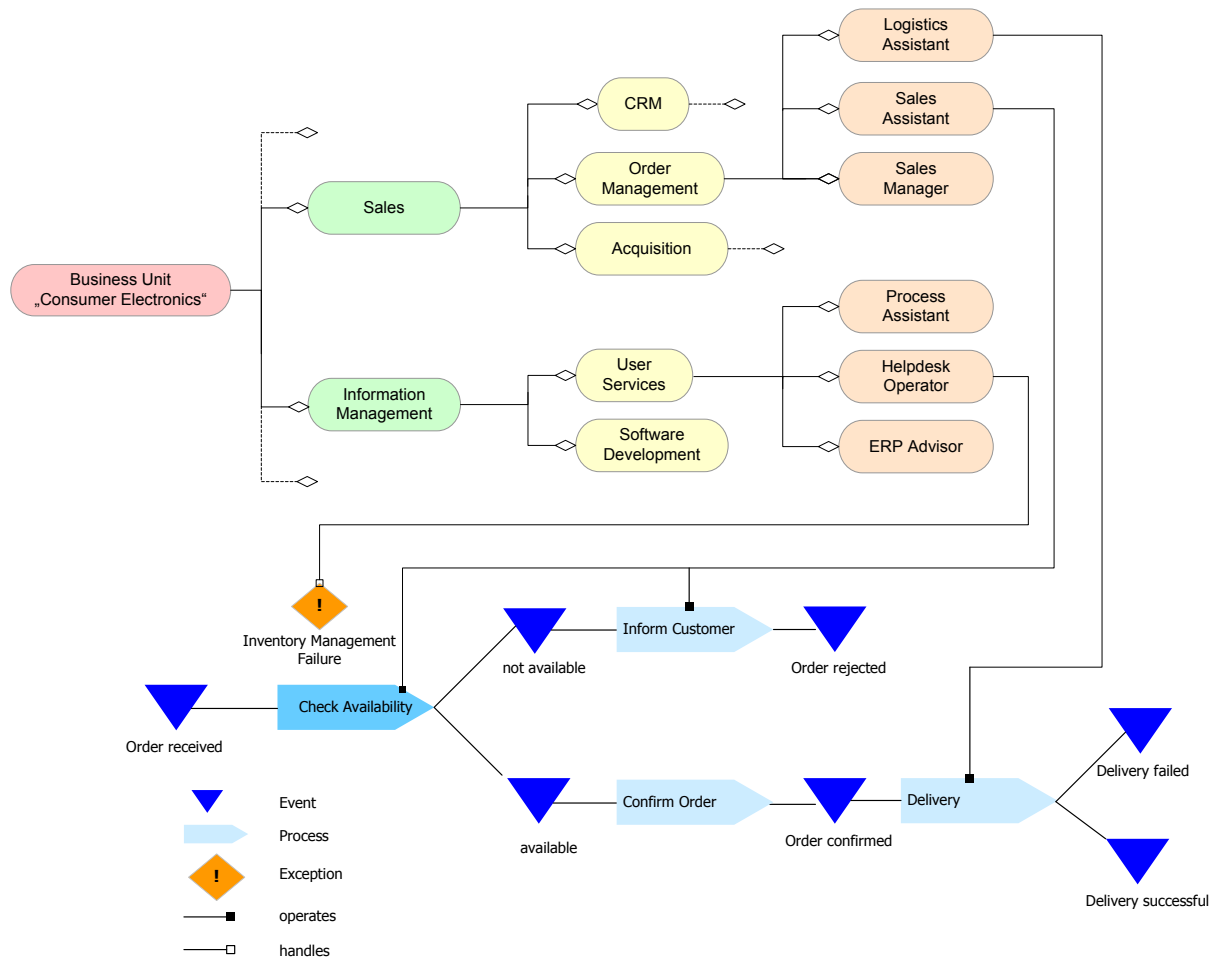 Logistics
Assistant
CRM
Sales
Assistant
Order
Management
Sales
Manager
Sales
Acquisition
Business Unit
„Consumer Electronics“
Process
Assistant
User
Services
Helpdesk
Operator
Information
Management
Software
Development
ERP Advisor
!
Inventory Management
Failure
Inform Customer
not available
Order rejected
Check Availability
Order received
Delivery failed
Confirm Order
Delivery
available
Order confirmed
Delivery successful
Event
Process
!
Exception
operates
handles